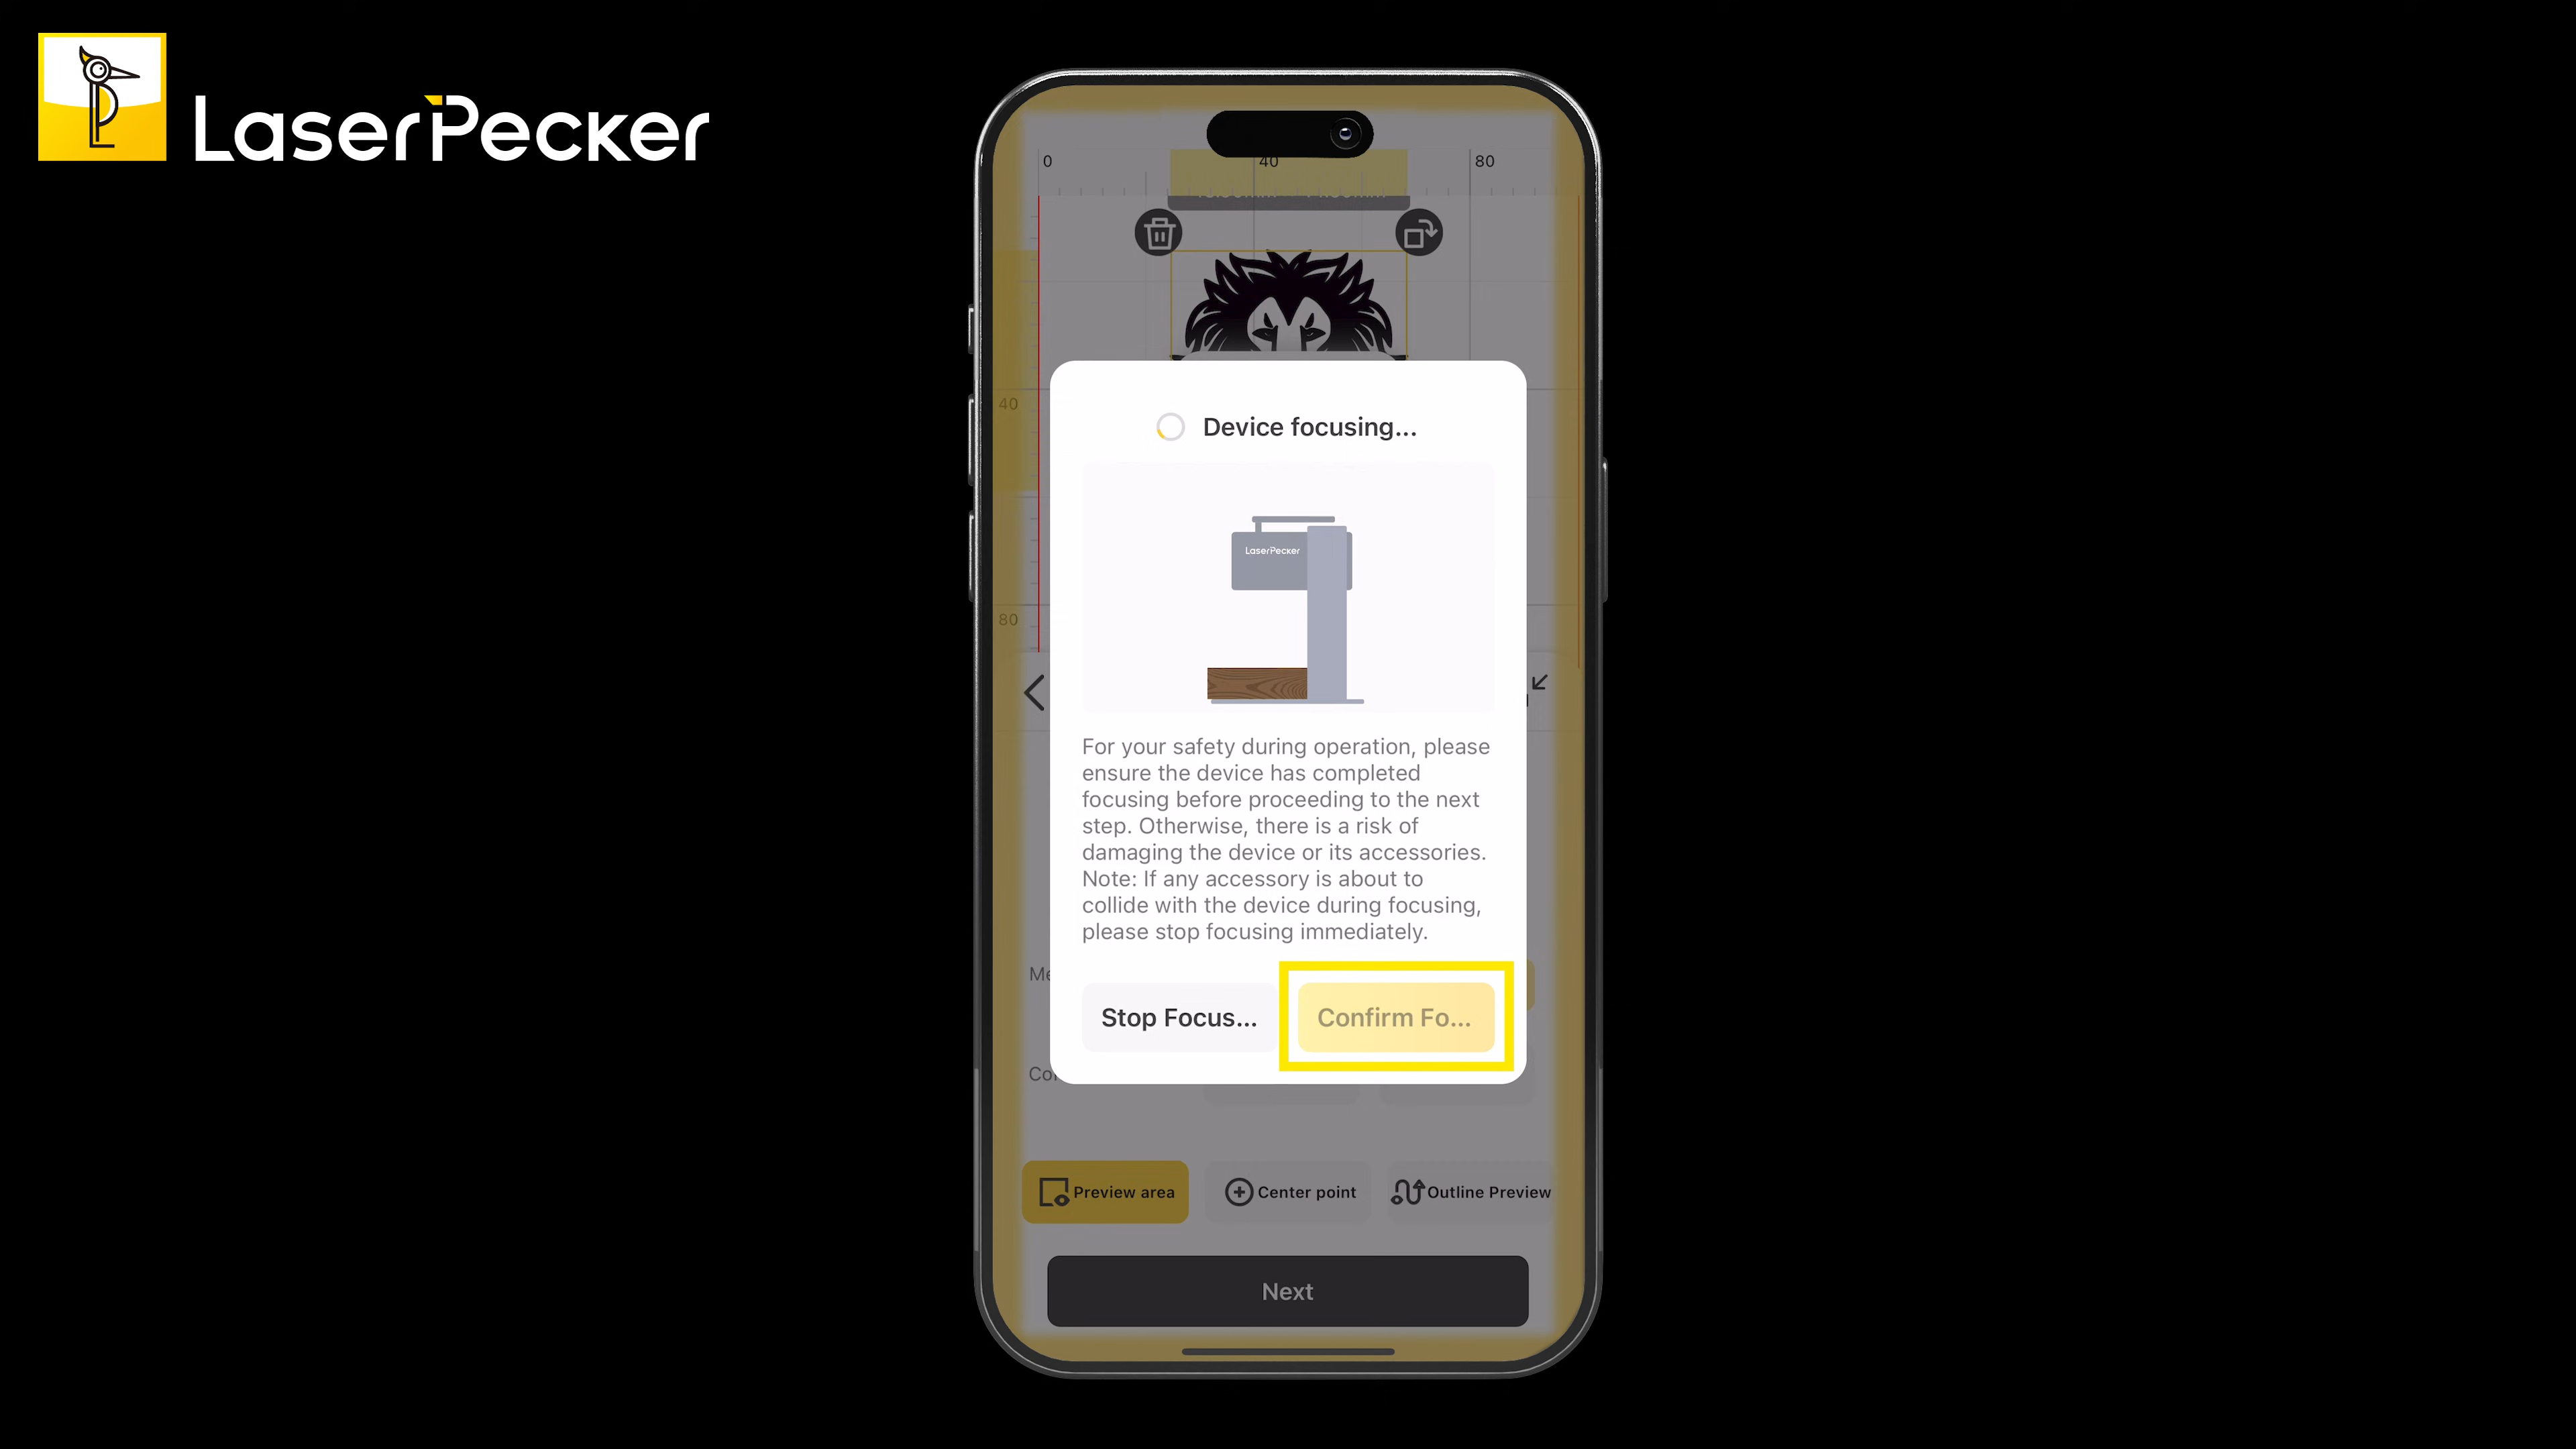 LaserPecker
0
40
80
40
Device focusing...
LaserPecker
80
For your safety during operation, please
ensure the device has completed
focusing before proceeding to the next
step. Otherwise, there is a risk of
damaging the device or its accessories.
Note: If any accessory is about to
collide with the device during focusing,
please stop focusing immediately.
Me
Stop Focus...
Confirm Fo...
Co
Preview area
Center point
Outline Preview
Next